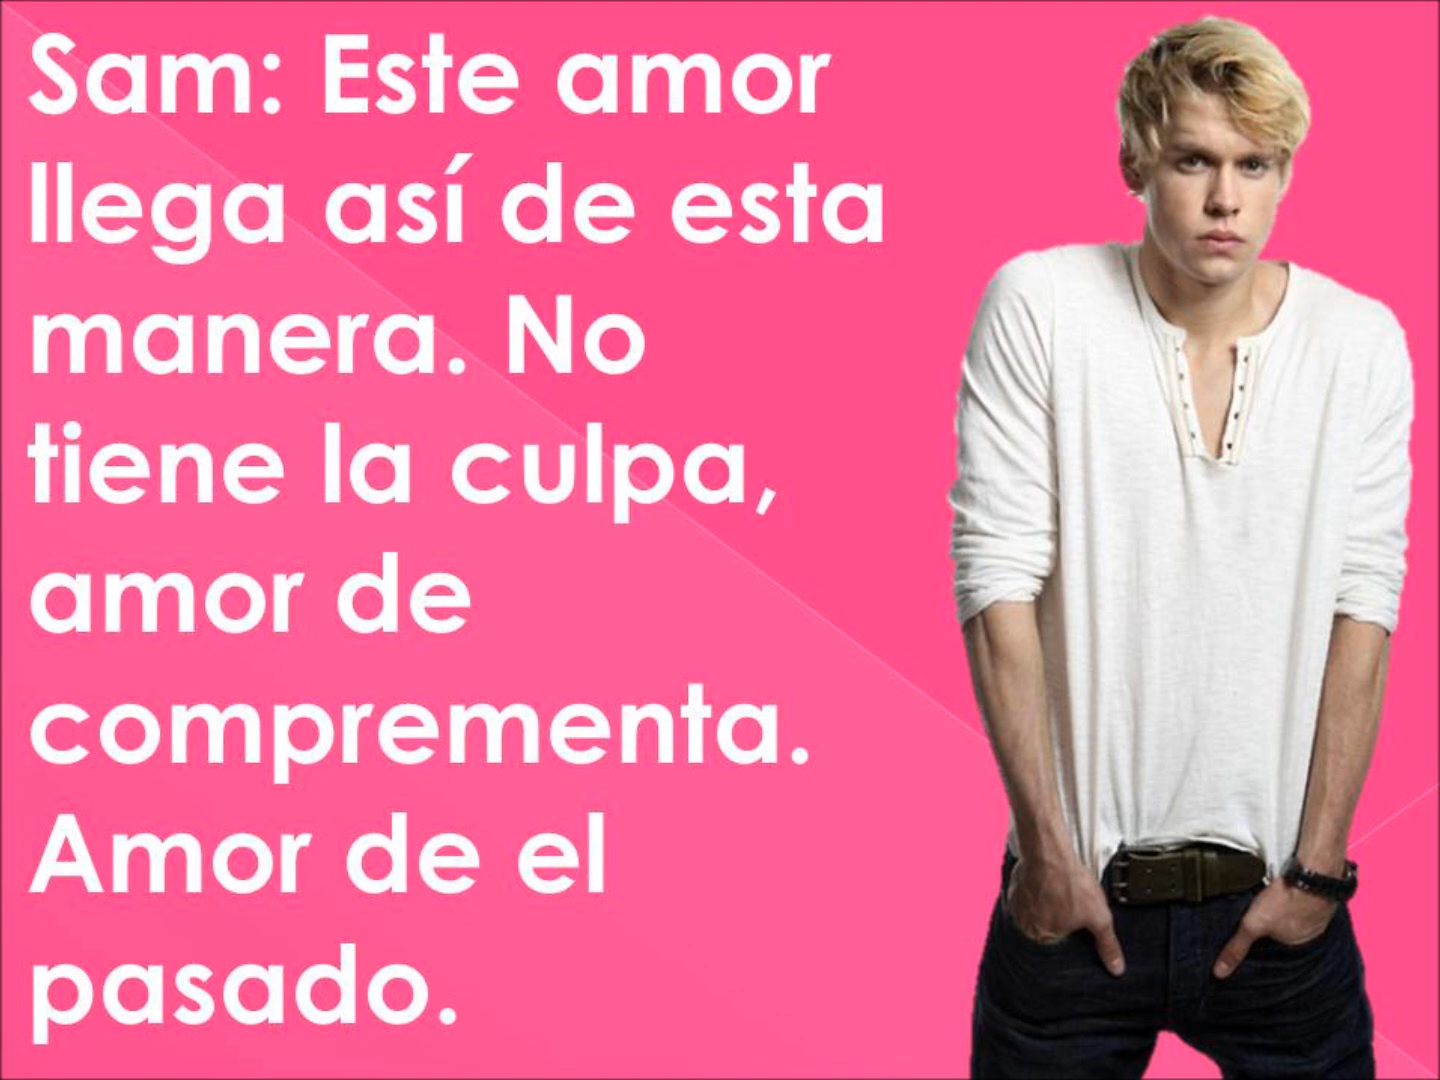 Sam: Este amor
llega así de esta
manera. No
tiene la culpa,
amor de
comprementa.
Amor de el
pasado.